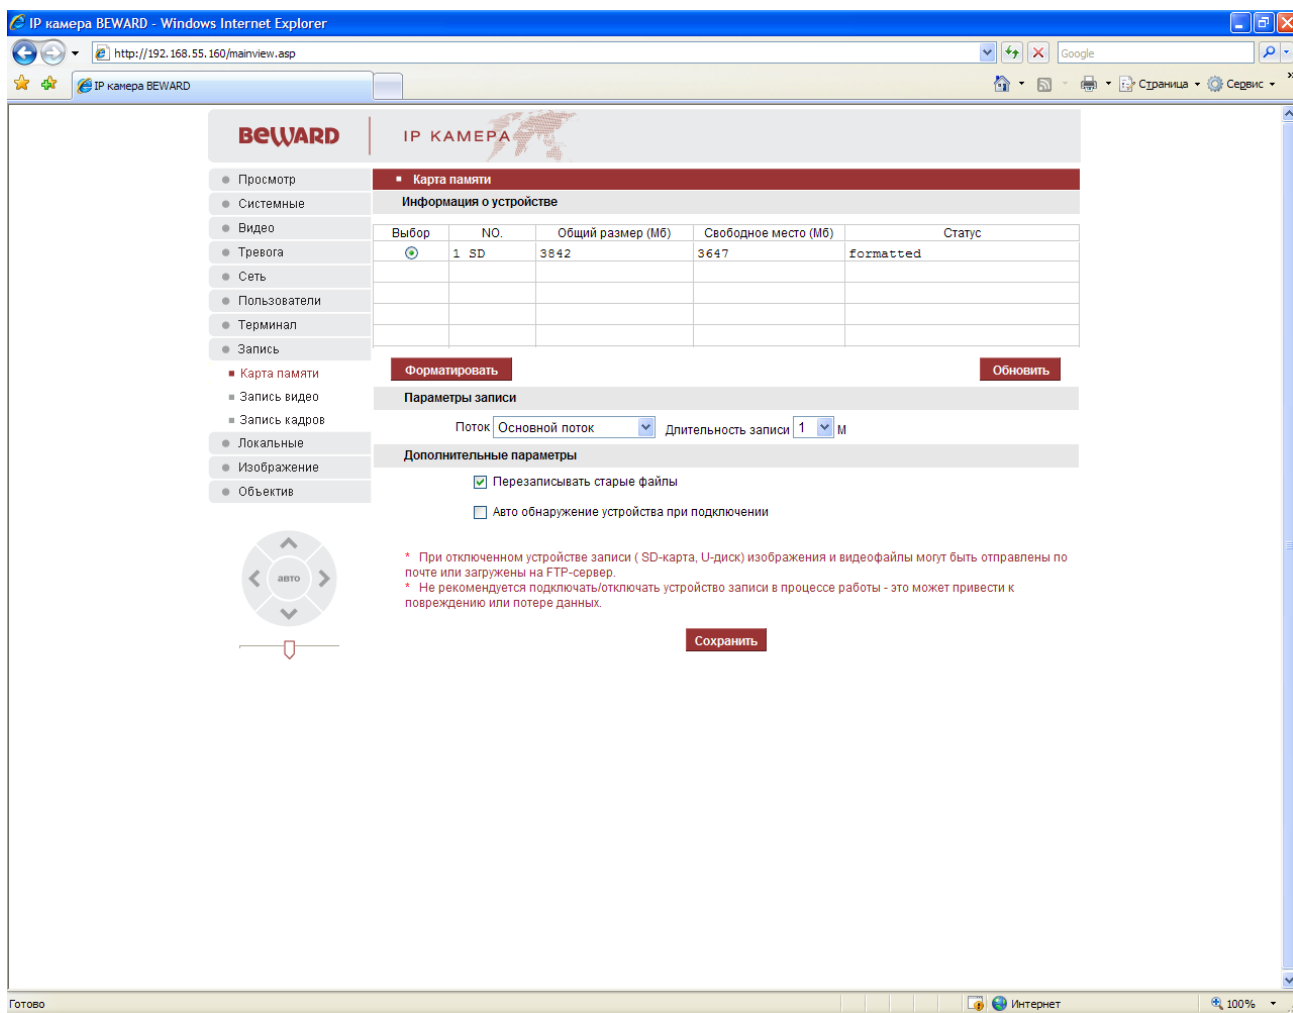 IP камера BEWARD - Windows Internet Explorer
http://192.168.55.160/mainview.asp
Google
IP камера BEWARD
Страница
Сервис
BEWARD
IP КАМЕРА
Просмотр
Системные
Видео
Тревога
Сеть
Пользователи
Терминал
Запись
Карта памяти
Запись видео
Запись кадров
Локальные
Изображение
Объектив
авто
Карта памяти
Информация о устройстве
Выбор NO. Общий размер (Мб) Свободное место (Мб) Статус
1 SD 3842 3647 formatted
Форматировать
Обновить
Параметры записи
Поток Основной поток Длительность записи 1 М
Дополнительные параметры
Перезаписывать старые файлы
Авто обнаружение устройства при подключении
* При отключенном устройстве записи ( SD-карта, U-диск) изображения и видеофайлы могут быть отправлены по
почте или загружены на FTP-сервер.
* Не рекомендуется подключать/отключать устройство записи в процессе работы - это может привести к
повреждению или потере данных.
Сохранить
Готово
Интернет
100%